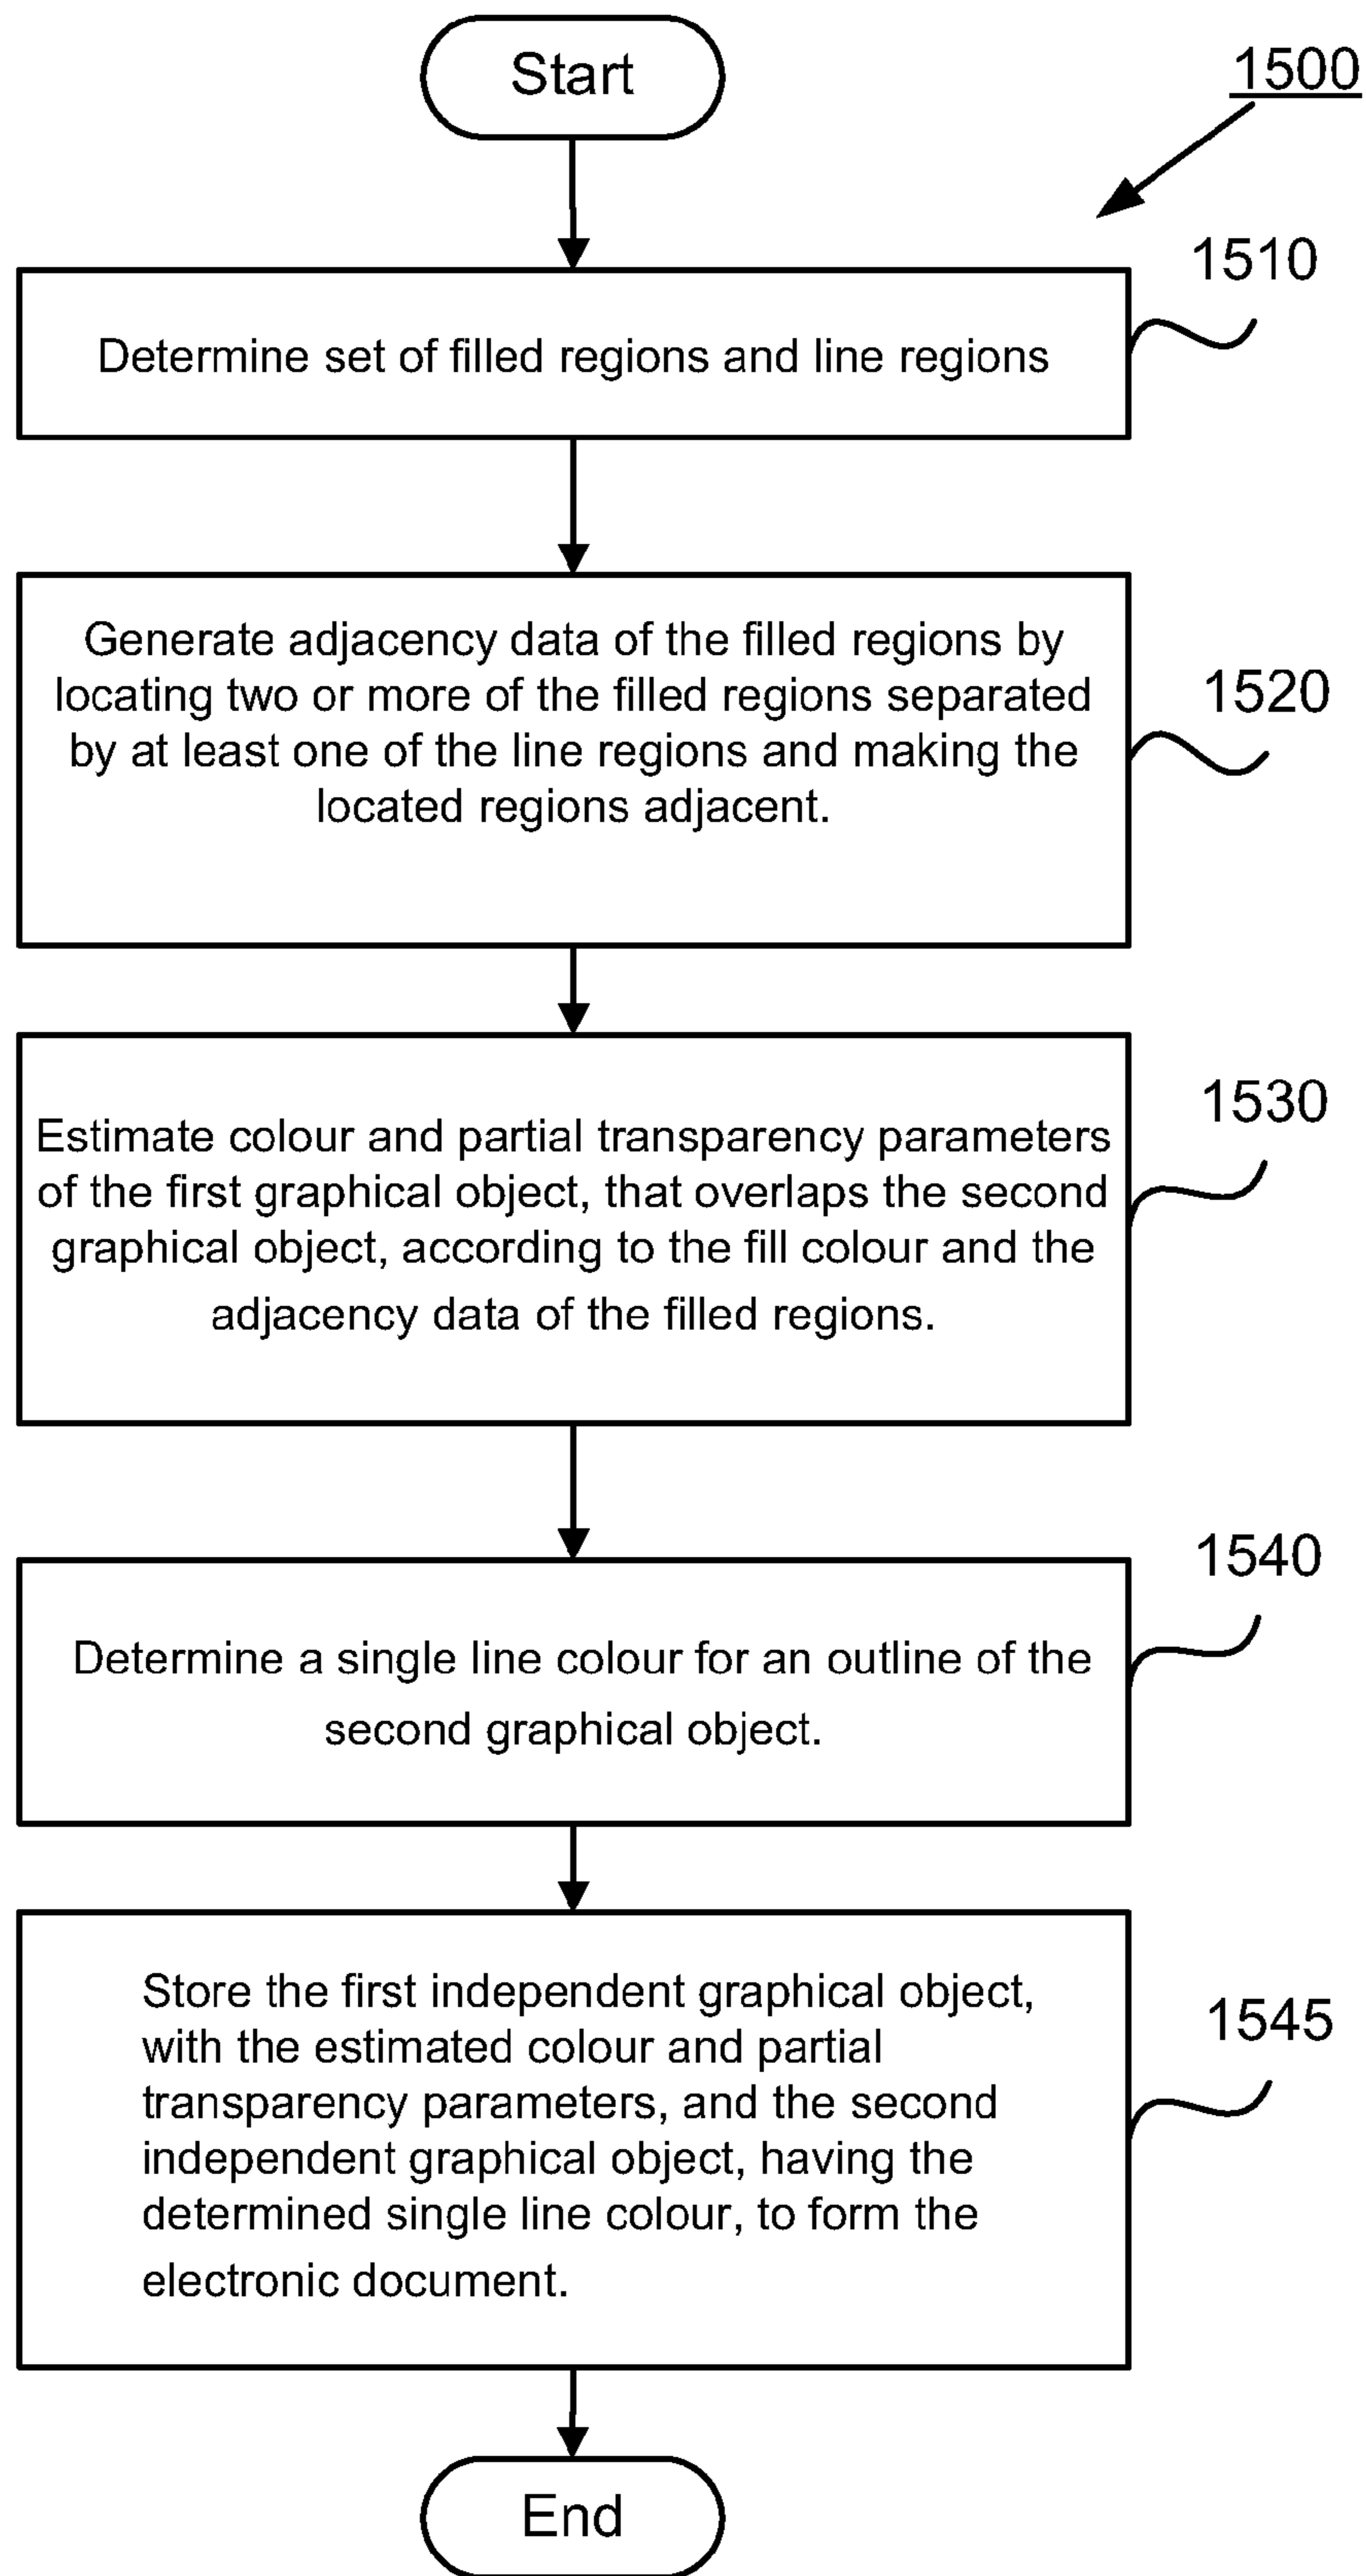 Start
1500
1510
Determine set of filled regions and line regions
Generate adjacency data of the filled regions by
locating two or more of the filled regions separated
by at least one of the line regions and making the
located regions adjacent.
1520
Estimate colour and partial transparency parameters
of the first graphical object, that overlaps the second
graphical object, according to the fill colour and the
adjacency data of the filled regions.
1530
Determine a single line colour for an outline of the
second graphical object.
1540
Store the first independent graphical object,
with the estimated colour and partial
transparency parameters, and the second
independent graphical object, having the
determined single line colour, to form the
electronic document.
1545
End